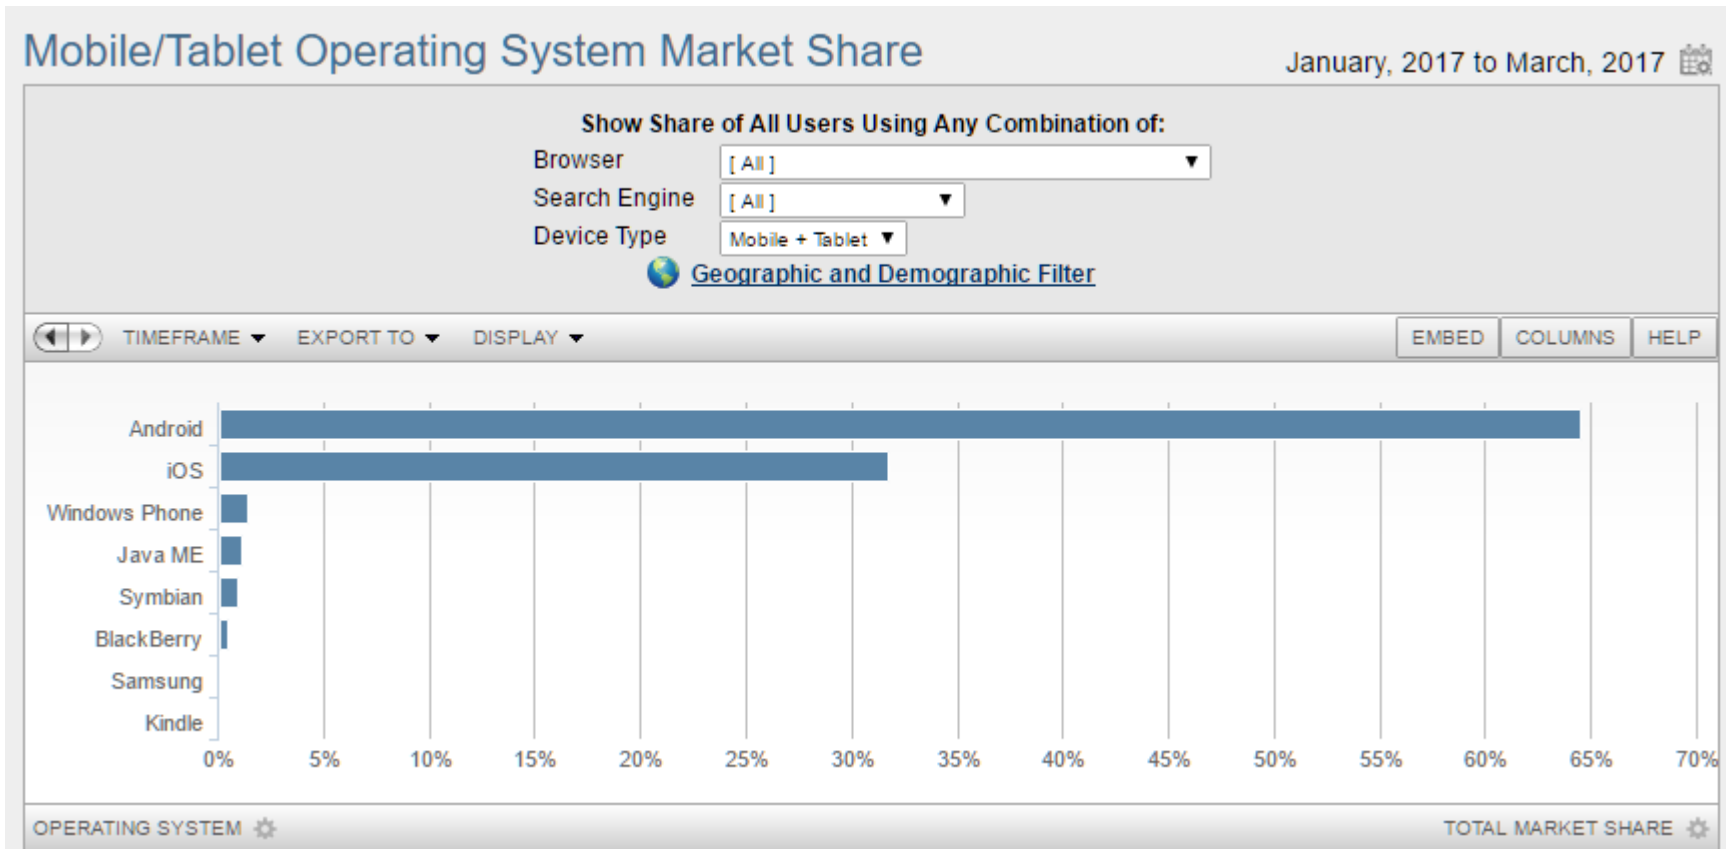 Mobile/Tablet Operating System Market Share
January, 2017 to March, 2017
Show Share of All Users Using Any Combination of:
Browser [ All ]
Search Engine [ All ]
Device Type Mobile + Tablet
Geographic and Demographic Filter
TIMEFRAME EXPORT TO DISPLAY EMBED COLUMNS HELP
Android
iOS
Windows Phone
Java ME
Symbian
BlackBerry
Samsung
Kindle
0% 5% 10% 15% 20% 25% 30% 35% 40% 45% 50% 55% 60% 65% 70%
OPERATING SYSTEM TOTAL MARKET SHARE